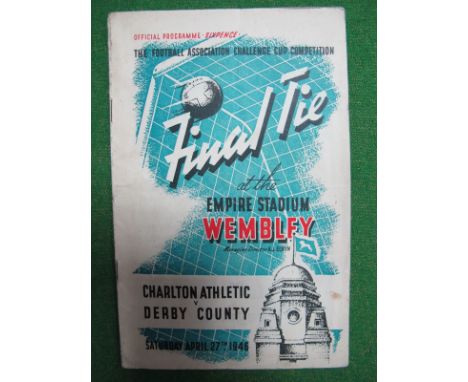 OFFICIAL PROGRAMME - SIXPENCE
THE FOOTBALL ASSOCIATION CHALLENGE CUP COMPETITION
Final Tie
at the
EMPIRE STADIUM
WEMBLEY
CHARLTON ATHLETIC
V
DERBY COUNTY
SATURDAY APRIL 27TH 1946